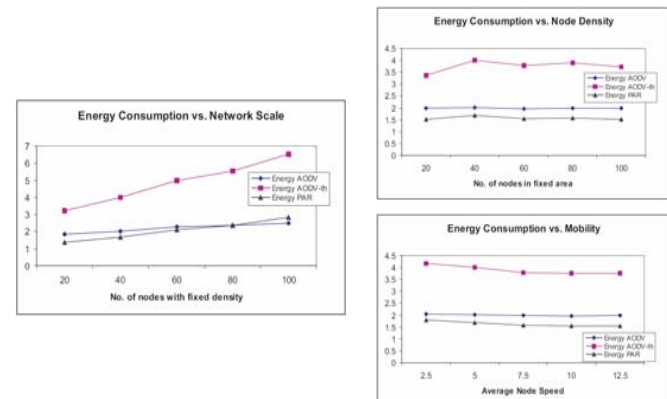 Energy Consumption vs. Network Scale
7
6
5
4
3
2
1
0
20 40 60 80 100
No. of nodes with fixed density
Energy AODV
Energy AODV-th
Energy PAR
Energy Consumption vs. Node Density
4.5
4
3.5
3
2.5
2
1.5
1
0.5
0
20 40 60 80 100
No. of nodes in fixed area
Energy AODV
Energy AODV-th
Energy PAR
Energy Consumption vs. Mobility
4.5
4
3.5
3
2.5
2
1.5
1
0.5
0
2.5 5 7.5 10 12.5
Average Node Speed
Energy AODV
Energy AODV-th
Energy PAR